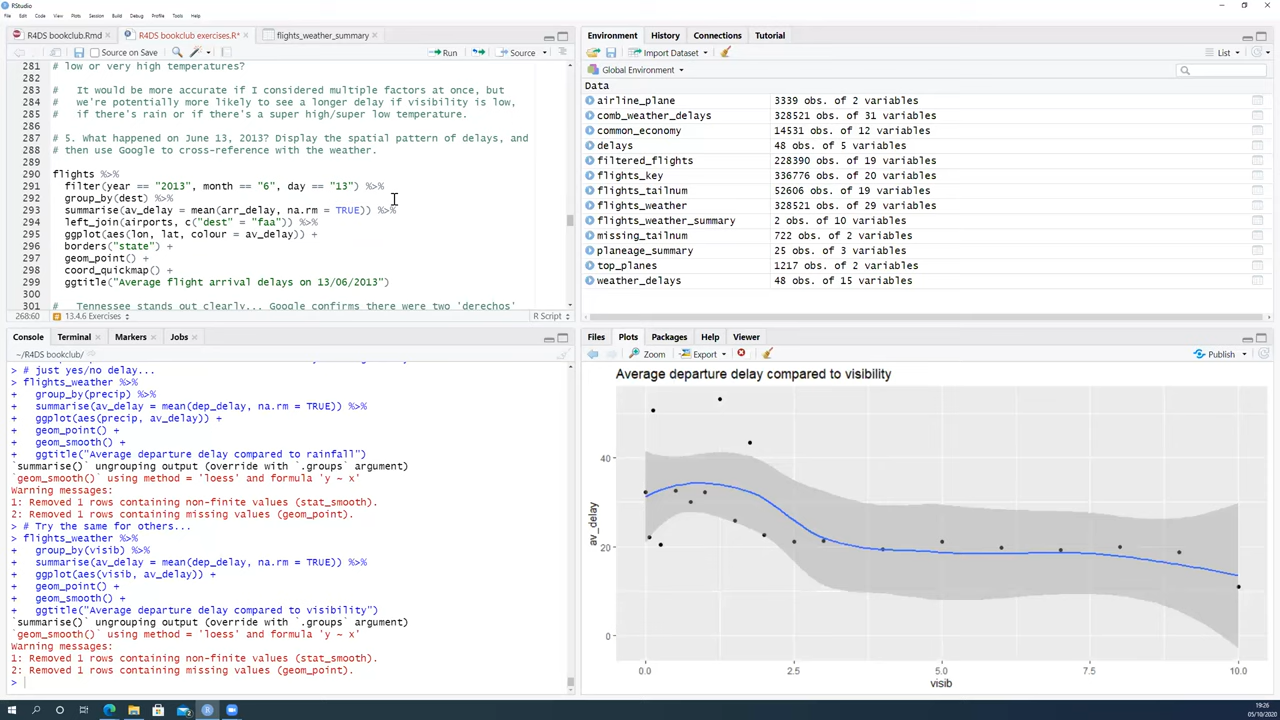 RStudio
File Edit Code View Plots Session Build Debug Profile Tools Help
R4DS bookclub.Rmd × R4DS bookclub exercises.R* × flights_weather_summary ×
Source on Save Run Source
281 # low or very high temperatures?
282
283 # It would be more accurate if I considered multiple factors at once, but
284 # we're potentially more likely to see a longer delay if visibility is low,
285 # if there's rain or if there's a super high/super low temperature.
286
287 # 5. What happened on June 13, 2013? Display the spatial pattern of delays, and
288 # then use Google to cross-reference with the weather.
289
290 flights %>%
291 filter(year == "2013", month == "6", day == "13") %>%
292 group_by(dest) %>%
293 summarise(av_delay = mean(arr_delay, na.rm = TRUE)) %>%
294 left_join(airports, c("dest" = "faa")) %>%
295 ggplot(aes(lon, lat, colour = av_delay)) +
296 borders("state") +
297 geom_point() +
298 coord_quickmap() +
299 ggtitle("Average flight arrival delays on 13/06/2013")
300
301 # Tennessee stands out clearly... Google confirms there were two 'derechos'
268:60 # 13.4.6 Exercises R Script
Console Terminal × Markers × Jobs ×
~/R4DS bookclub/
> # just yes/no delay...
> flights_weather %>%
+ group_by(precip) %>%
+ summarise(av_delay = mean(dep_delay, na.rm = TRUE)) %>%
+ ggplot(aes(precip, av_delay)) +
+ geom_point() +
+ geom_smooth() +
+ ggtitle("Average departure delay compared to rainfall")
`summarise()` ungrouping output (override with `.groups` argument)
`geom_smooth()` using method = 'loess' and formula 'y ~ x'
Warning messages:
1: Removed 1 rows containing non-finite values (stat_smooth).
2: Removed 1 rows containing missing values (geom_point).
> # Try the same for others...
> flights_weather %>%
+ group_by(visib) %>%
+ summarise(av_delay = mean(dep_delay, na.rm = TRUE)) %>%
+ ggplot(aes(visib, av_delay)) +
+ geom_point() +
+ geom_smooth() +
+ ggtitle("Average departure delay compared to visibility")
`summarise()` ungrouping output (override with `.groups` argument)
`geom_smooth()` using method = 'loess' and formula 'y ~ x'
Warning messages:
1: Removed 1 rows containing non-finite values (stat_smooth).
2: Removed 1 rows containing missing values (geom_point).
>
Environment History Connections Tutorial
Import Dataset List
Global Environment
Data
airline_plane 3339 obs. of 2 variables
comb_weather_delays 328521 obs. of 31 variables
common_economy 14531 obs. of 12 variables
delays 48 obs. of 5 variables
filtered_flights 228390 obs. of 19 variables
flights_key 336776 obs. of 20 variables
flights_tailnum 52606 obs. of 19 variables
flights_weather 328521 obs. of 29 variables
flights_weather_summary 2 obs. of 10 variables
missing_tailnum 722 obs. of 2 variables
planeage_summary 25 obs. of 3 variables
top_planes 1217 obs. of 2 variables
weather_delays 48 obs. of 15 variables
Files Plots Packages Help Viewer
Zoom Export Publish
Average departure delay compared to visibility
40
20
0
av_delay
0.0 2.5 5.0 7.5 10.0
visib
19:26
05/10/2020